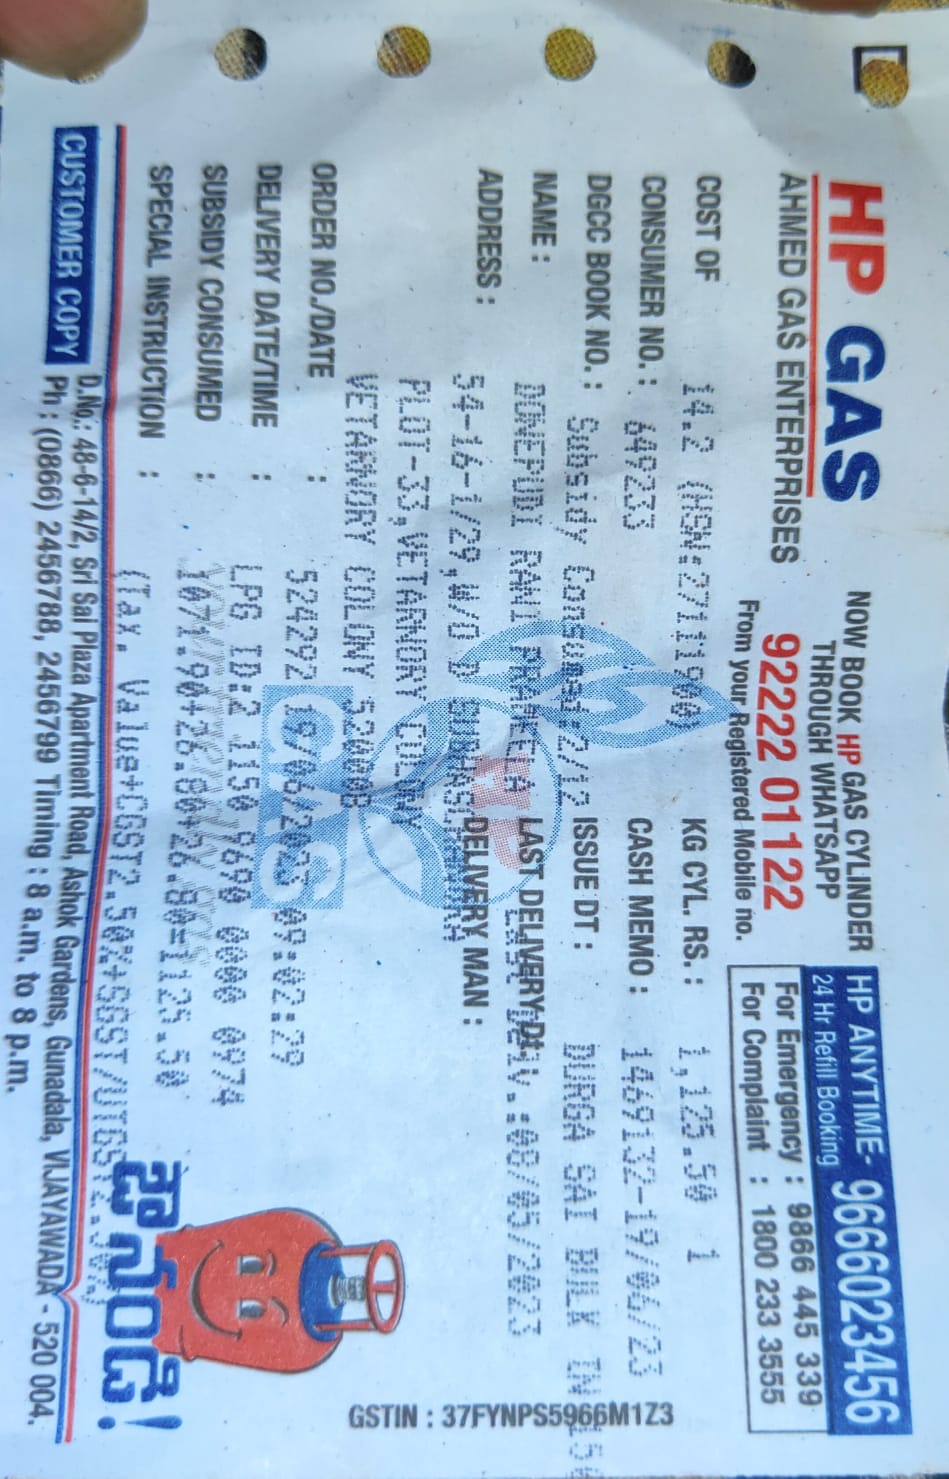 HP GAS
AHMED GAS ENTERPRISES
NOW BOOK HP GAS CYLINDER
THROUGH WHATSAPP
92222 01122
From your Registered Mobile no.
HP ANYTIME- 9666023456
24 Hr Refill Booking
For Emergency : 9866 445 339
For Complaint : 1800 233 3555
COST OF 14.2 (HSN:27111900) KG CYL. RS. : 1,125.50 1
CONSUMER NO. : 649233 CASH MEMO : 1469132-19/06/23
DGCC BOOK NO. : Subsidy Consumed:2/12 ISSUE DT : DURGA SAI BULK IN
NAME : RANI LAST DELIVERY DT. : 08/05/2023
ADDRESS : 54-16-1/29,W/O D DELIVERY MAN :
PLOT-33,VETARNORY COLONY
VETARNORY COLONY 520008
ORDER NO./DATE : 524292 19/06/2023 09:02:29
DELIVERY DATE/TIME : LPG ID:2 1150 8690 0000 0974
SUBSIDY CONSUMED : 1071.90+26.80+26.80=1125.50
SPECIAL INSTRUCTION : (Tax. Value+CGST2.50%+SGST/UTGST2.50%)
HP
GAS
GSTIN : 37FYNPS5966M1Z3
CUSTOMER COPY
D.No.: 48-6-14/2, Sri Sai Plaza Apartment Road, Ashok Gardens, Gunadala, VIJAYAWADA - 520 004.
Ph : (0866) 2456788, 2456799 Timing : 8 a.m. to 8 p.m.